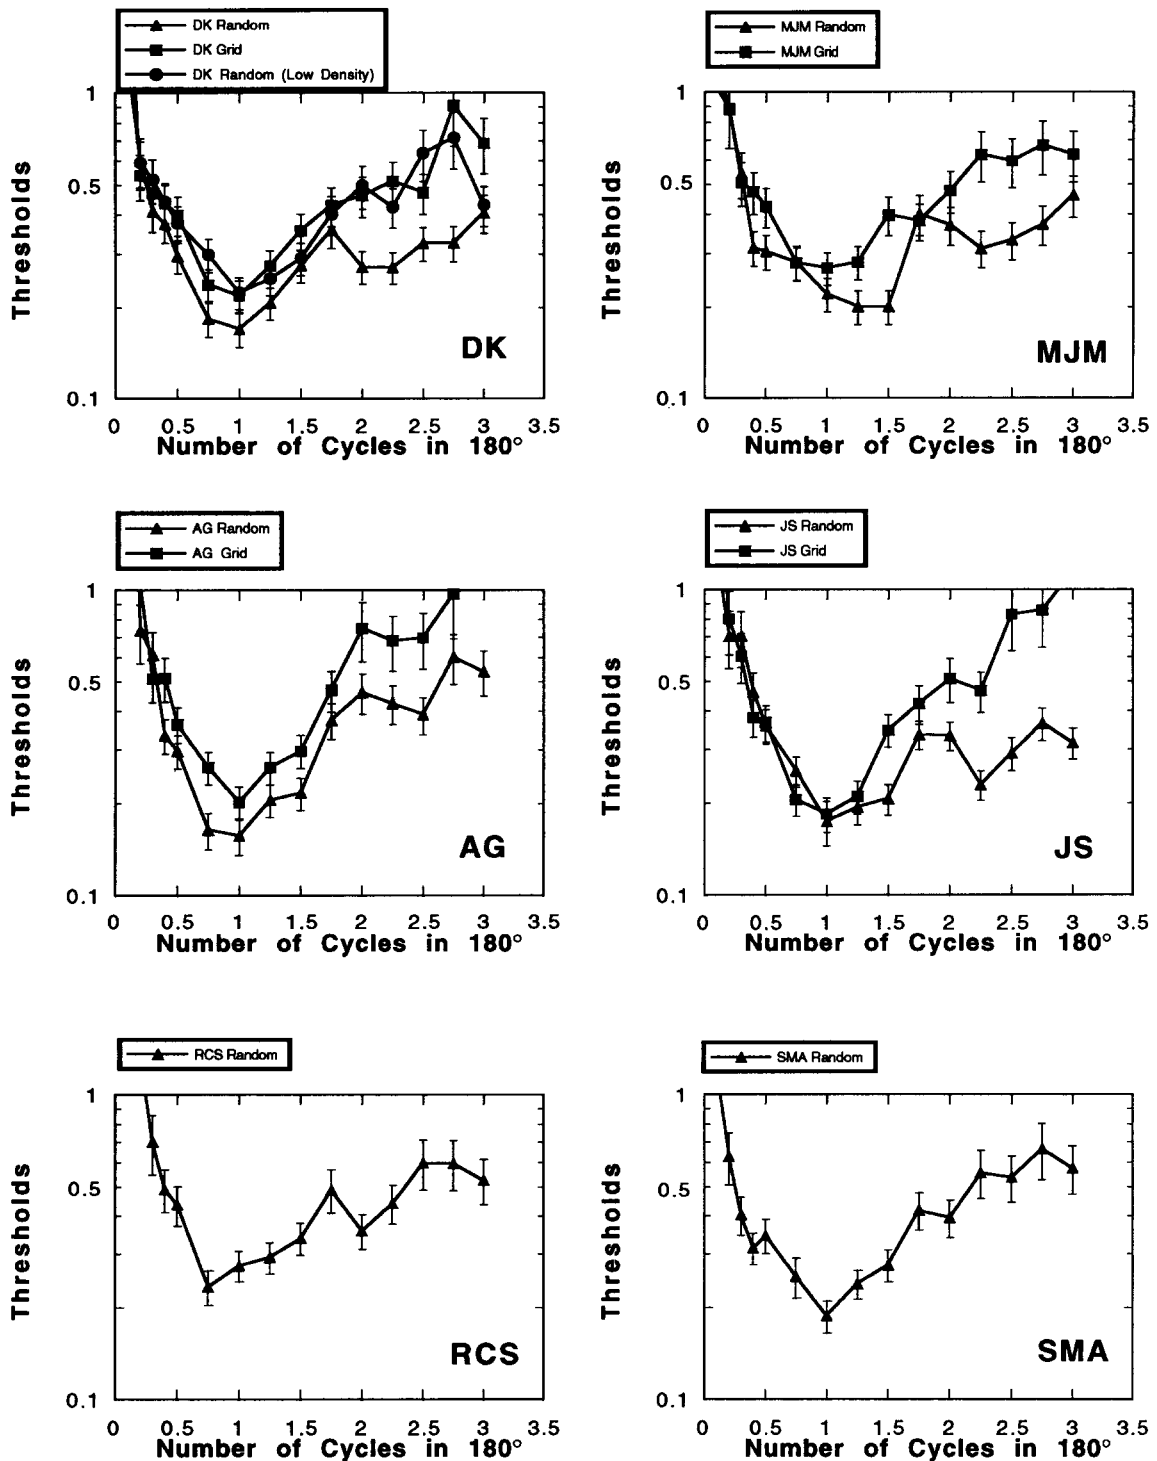 DK Random
DK Grid
DK Random (Low Density)
1
0.5
0.1
Thresholds
DK
0 0.5 1 1.5 2 2.5 3 3.5
Number of Cycles in 180°
MJM Random
MJM Grid
1
0.5
0.1
Thresholds
MJM
0 0.5 1 1.5 2 2.5 3 3.5
Number of Cycles in 180°
AG Random
AG Grid
1
0.5
0.1
Thresholds
AG
0 0.5 1 1.5 2 2.5 3 3.5
Number of Cycles in 180°
JS Random
JS Grid
1
0.5
0.1
Thresholds
JS
0 0.5 1 1.5 2 2.5 3 3.5
Number of Cycles in 180°
RCS Random
1
0.5
0.1
Thresholds
RCS
0 0.5 1 1.5 2 2.5 3 3.5
Number of Cycles in 180°
SMA Random
1
0.5
0.1
Thresholds
SMA
0 0.5 1 1.5 2 2.5 3 3.5
Number of Cycles in 180°